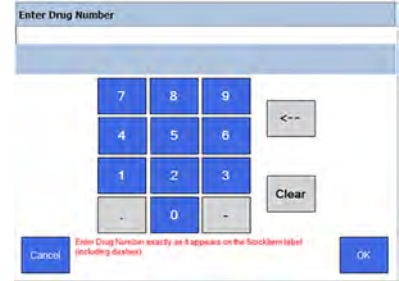 Enter Drug Number
7 8 9
<--
4 5 6
1 2 3
Clear
. 0 -
Enter Drug Number exactly as it appears on the StockItem label
(including dashes)
Cancel
OK